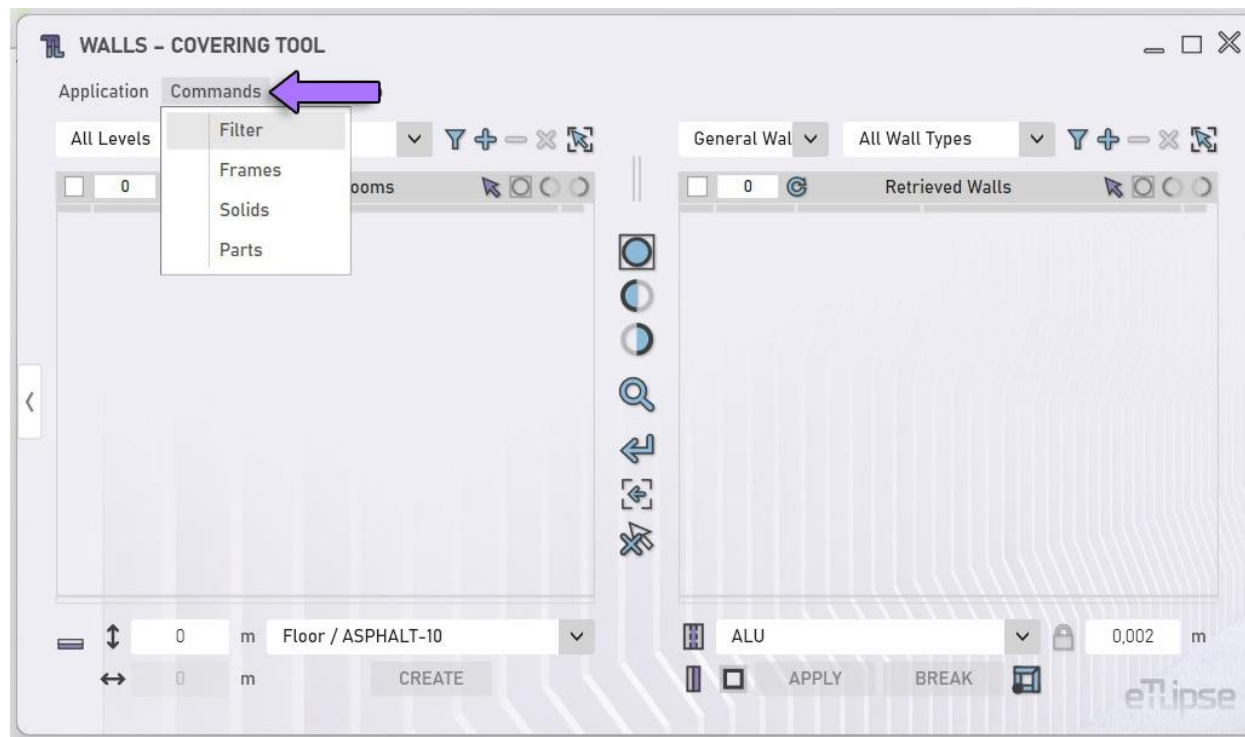 WALLS – COVERING TOOL
Application Commands
All Levels
Filter
Frames
Solids
Parts
General Wal
All Wall Types
0
ooms
0
Retrieved Walls
0 m Floor / ASPHALT-10
0 m CREATE
ALU 0,002 m
APPLY BREAK
eTLipse